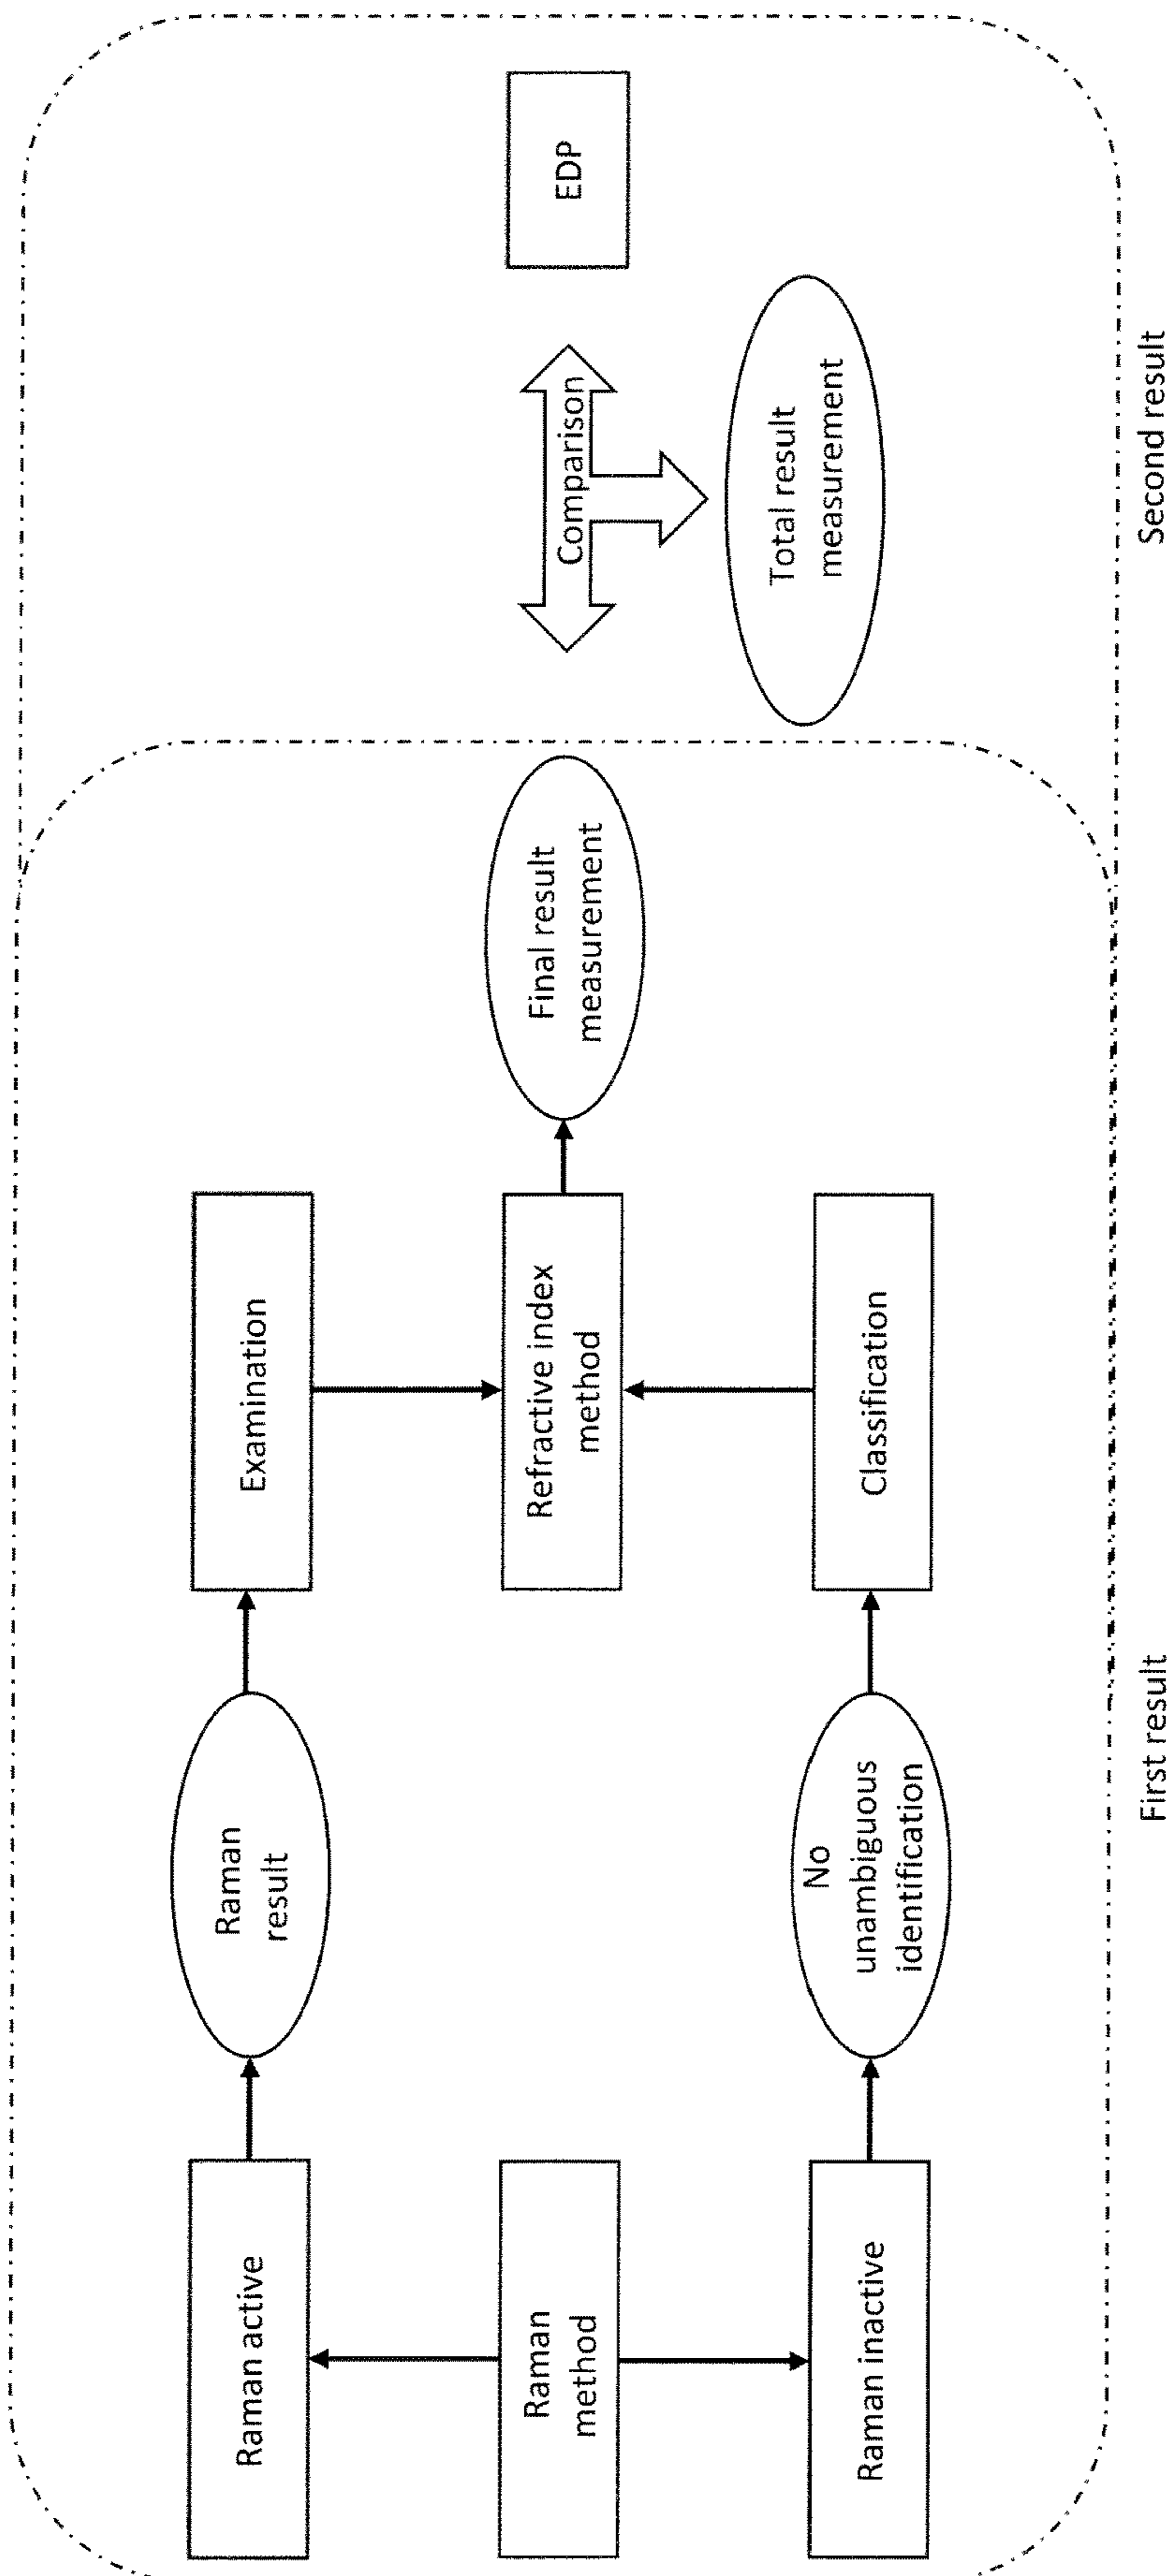 Raman active
Raman
result
Examination
Raman
method
Refractive index
method
Final result
measurement
Comparison
EDP
Raman inactive
No
unambiguous
identification
Classification
Total result
measurement
First result
Second result